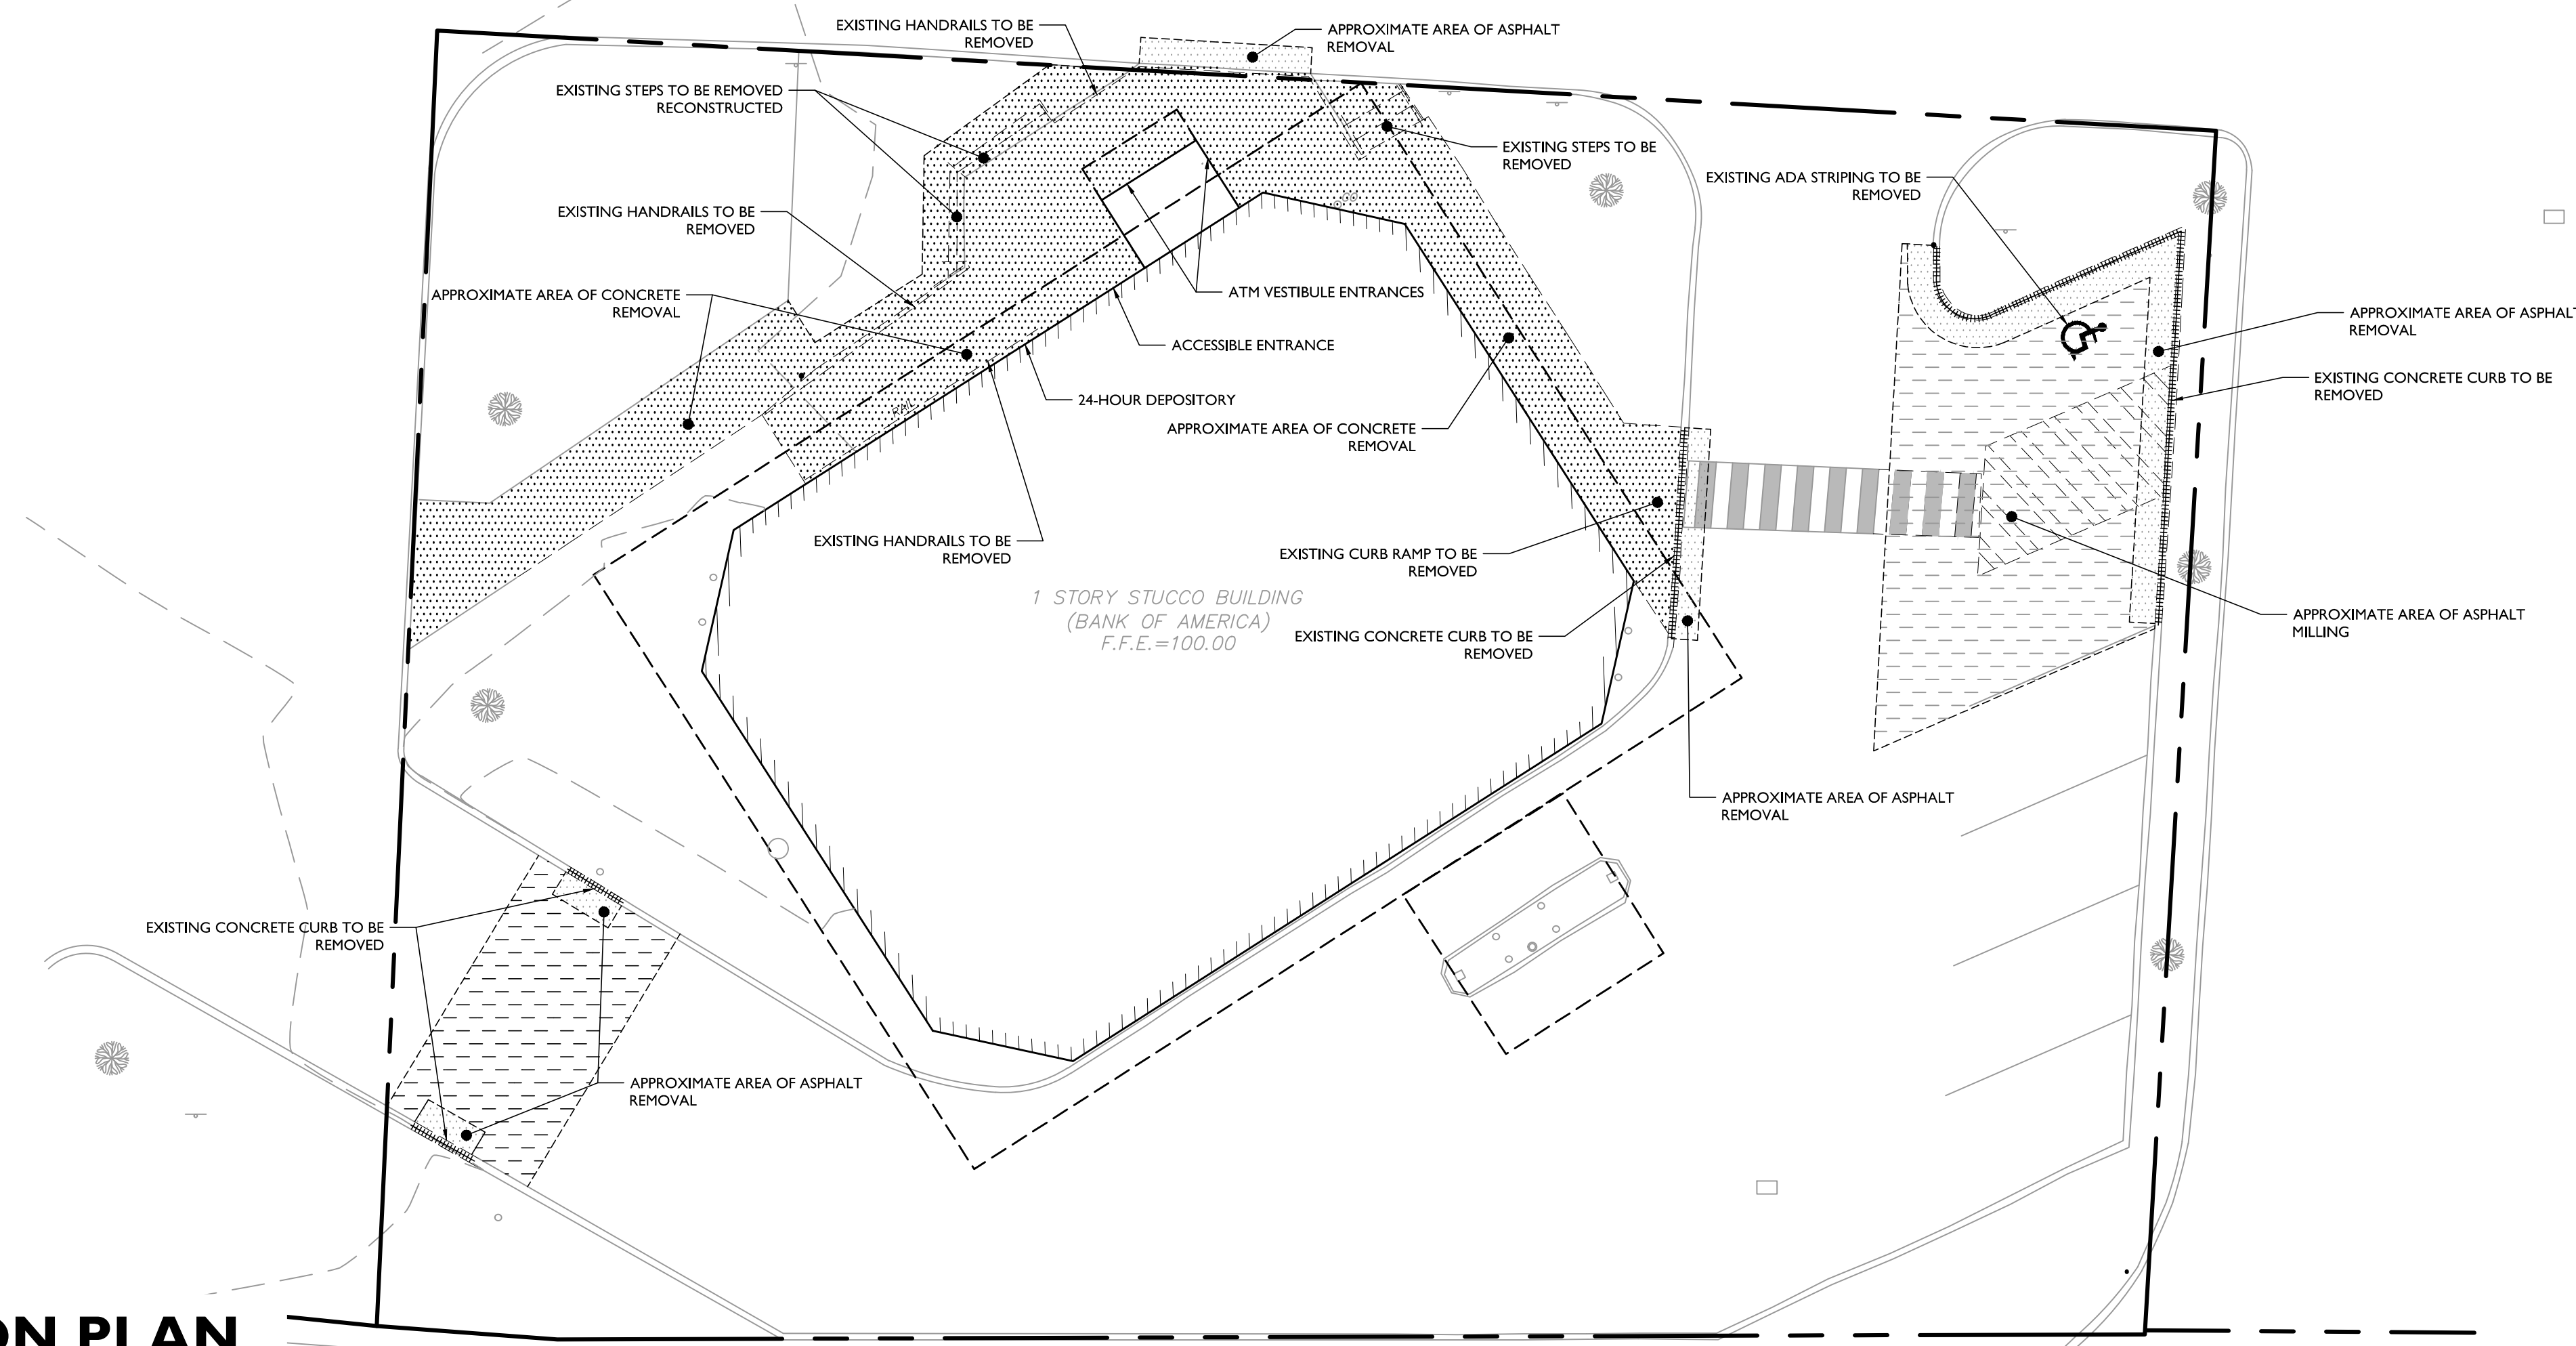 EXISTING HANDRAILS TO BE
REMOVED
APPROXIMATE AREA OF ASPHALT
REMOVAL
EXISTING STEPS TO BE REMOVED
RECONSTRUCTED
EXISTING STEPS TO BE
REMOVED
EXISTING ADA STRIPING TO BE
REMOVED
EXISTING HANDRAILS TO BE
REMOVED
APPROXIMATE AREA OF CONCRETE
REMOVAL
ATM VESTIBULE ENTRANCES
APPROXIMATE AREA OF ASPHALT
REMOVAL
ACCESSIBLE ENTRANCE
EXISTING CONCRETE CURB TO BE
REMOVED
24-HOUR DEPOSITORY
RAIL
APPROXIMATE AREA OF CONCRETE
REMOVAL
EXISTING HANDRAILS TO BE
REMOVED
EXISTING CURB RAMP TO BE
REMOVED
1 STORY STUCCO BUILDING
(BANK OF AMERICA)
F.F.E.=100.00
EXISTING CONCRETE CURB TO BE
REMOVED
APPROXIMATE AREA OF ASPHALT
MILLING
APPROXIMATE AREA OF ASPHALT
REMOVAL
EXISTING CONCRETE CURB TO BE
REMOVED
APPROXIMATE AREA OF ASPHALT
REMOVAL
ON PLAN